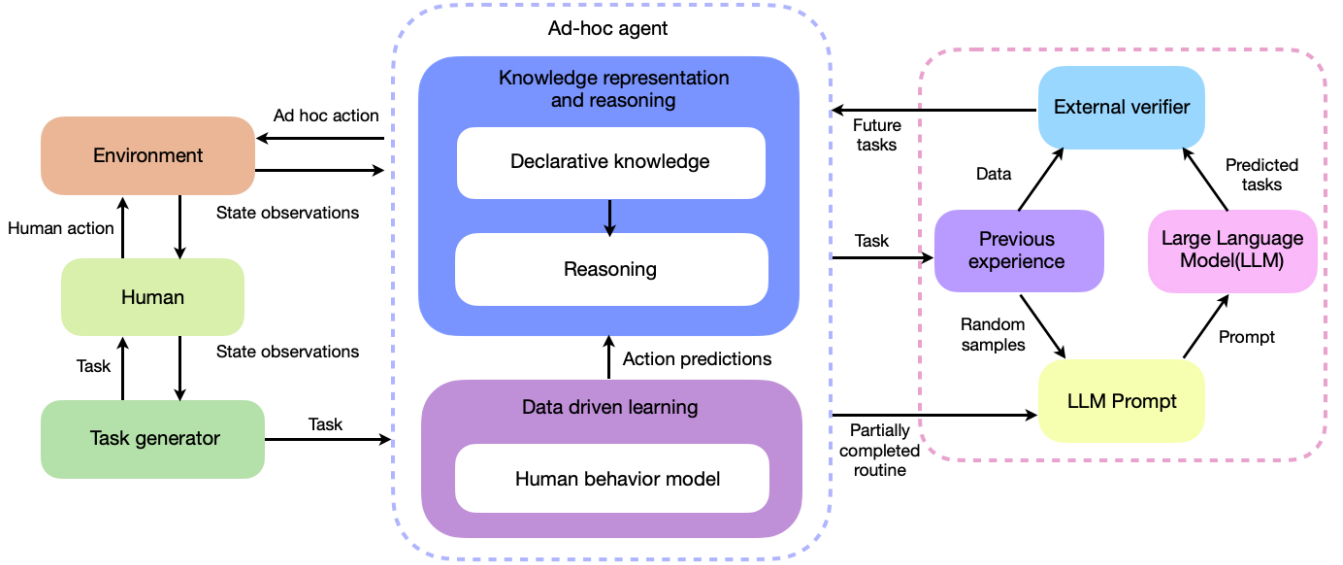 Ad-hoc agent
Knowledge representation
and reasoning
Declarative knowledge
Reasoning
Action predictions
Data driven learning
Human behavior model
Ad hoc action
Environment
State observations
Human action
Human
State observations
Task
Task generator
Task
External verifier
Future
tasks
Data
Predicted
tasks
Task
Previous
experience
Large Language
Model(LLM)
Random
samples
Prompt
LLM Prompt
Partially
completed
routine